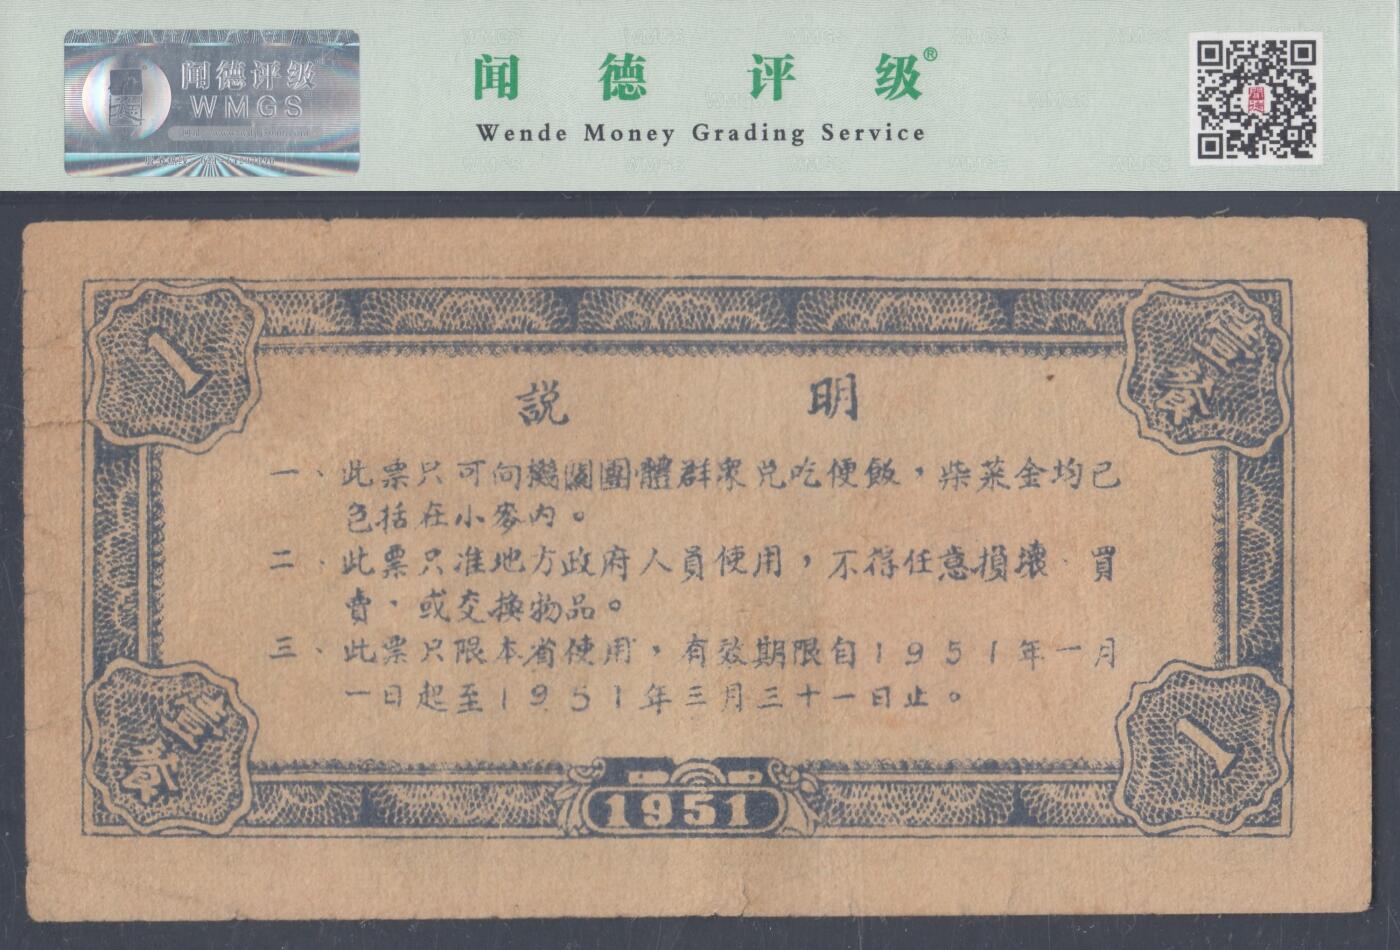 闻德评级
WMGS
闻德评级®
Wende Money Grading Service
1
壹餐
説明
一、此票只可向機關團體群衆兑吃便飯，柴菜金均已
包括在小麥内。
二、此票只准地方政府人員使用，不得任意損壞、買
賣，或交換物品。
三、此票只限本省使用，有效期限自1951年一月
一日起至1951年三月三十一日止。
壹餐
1
1951